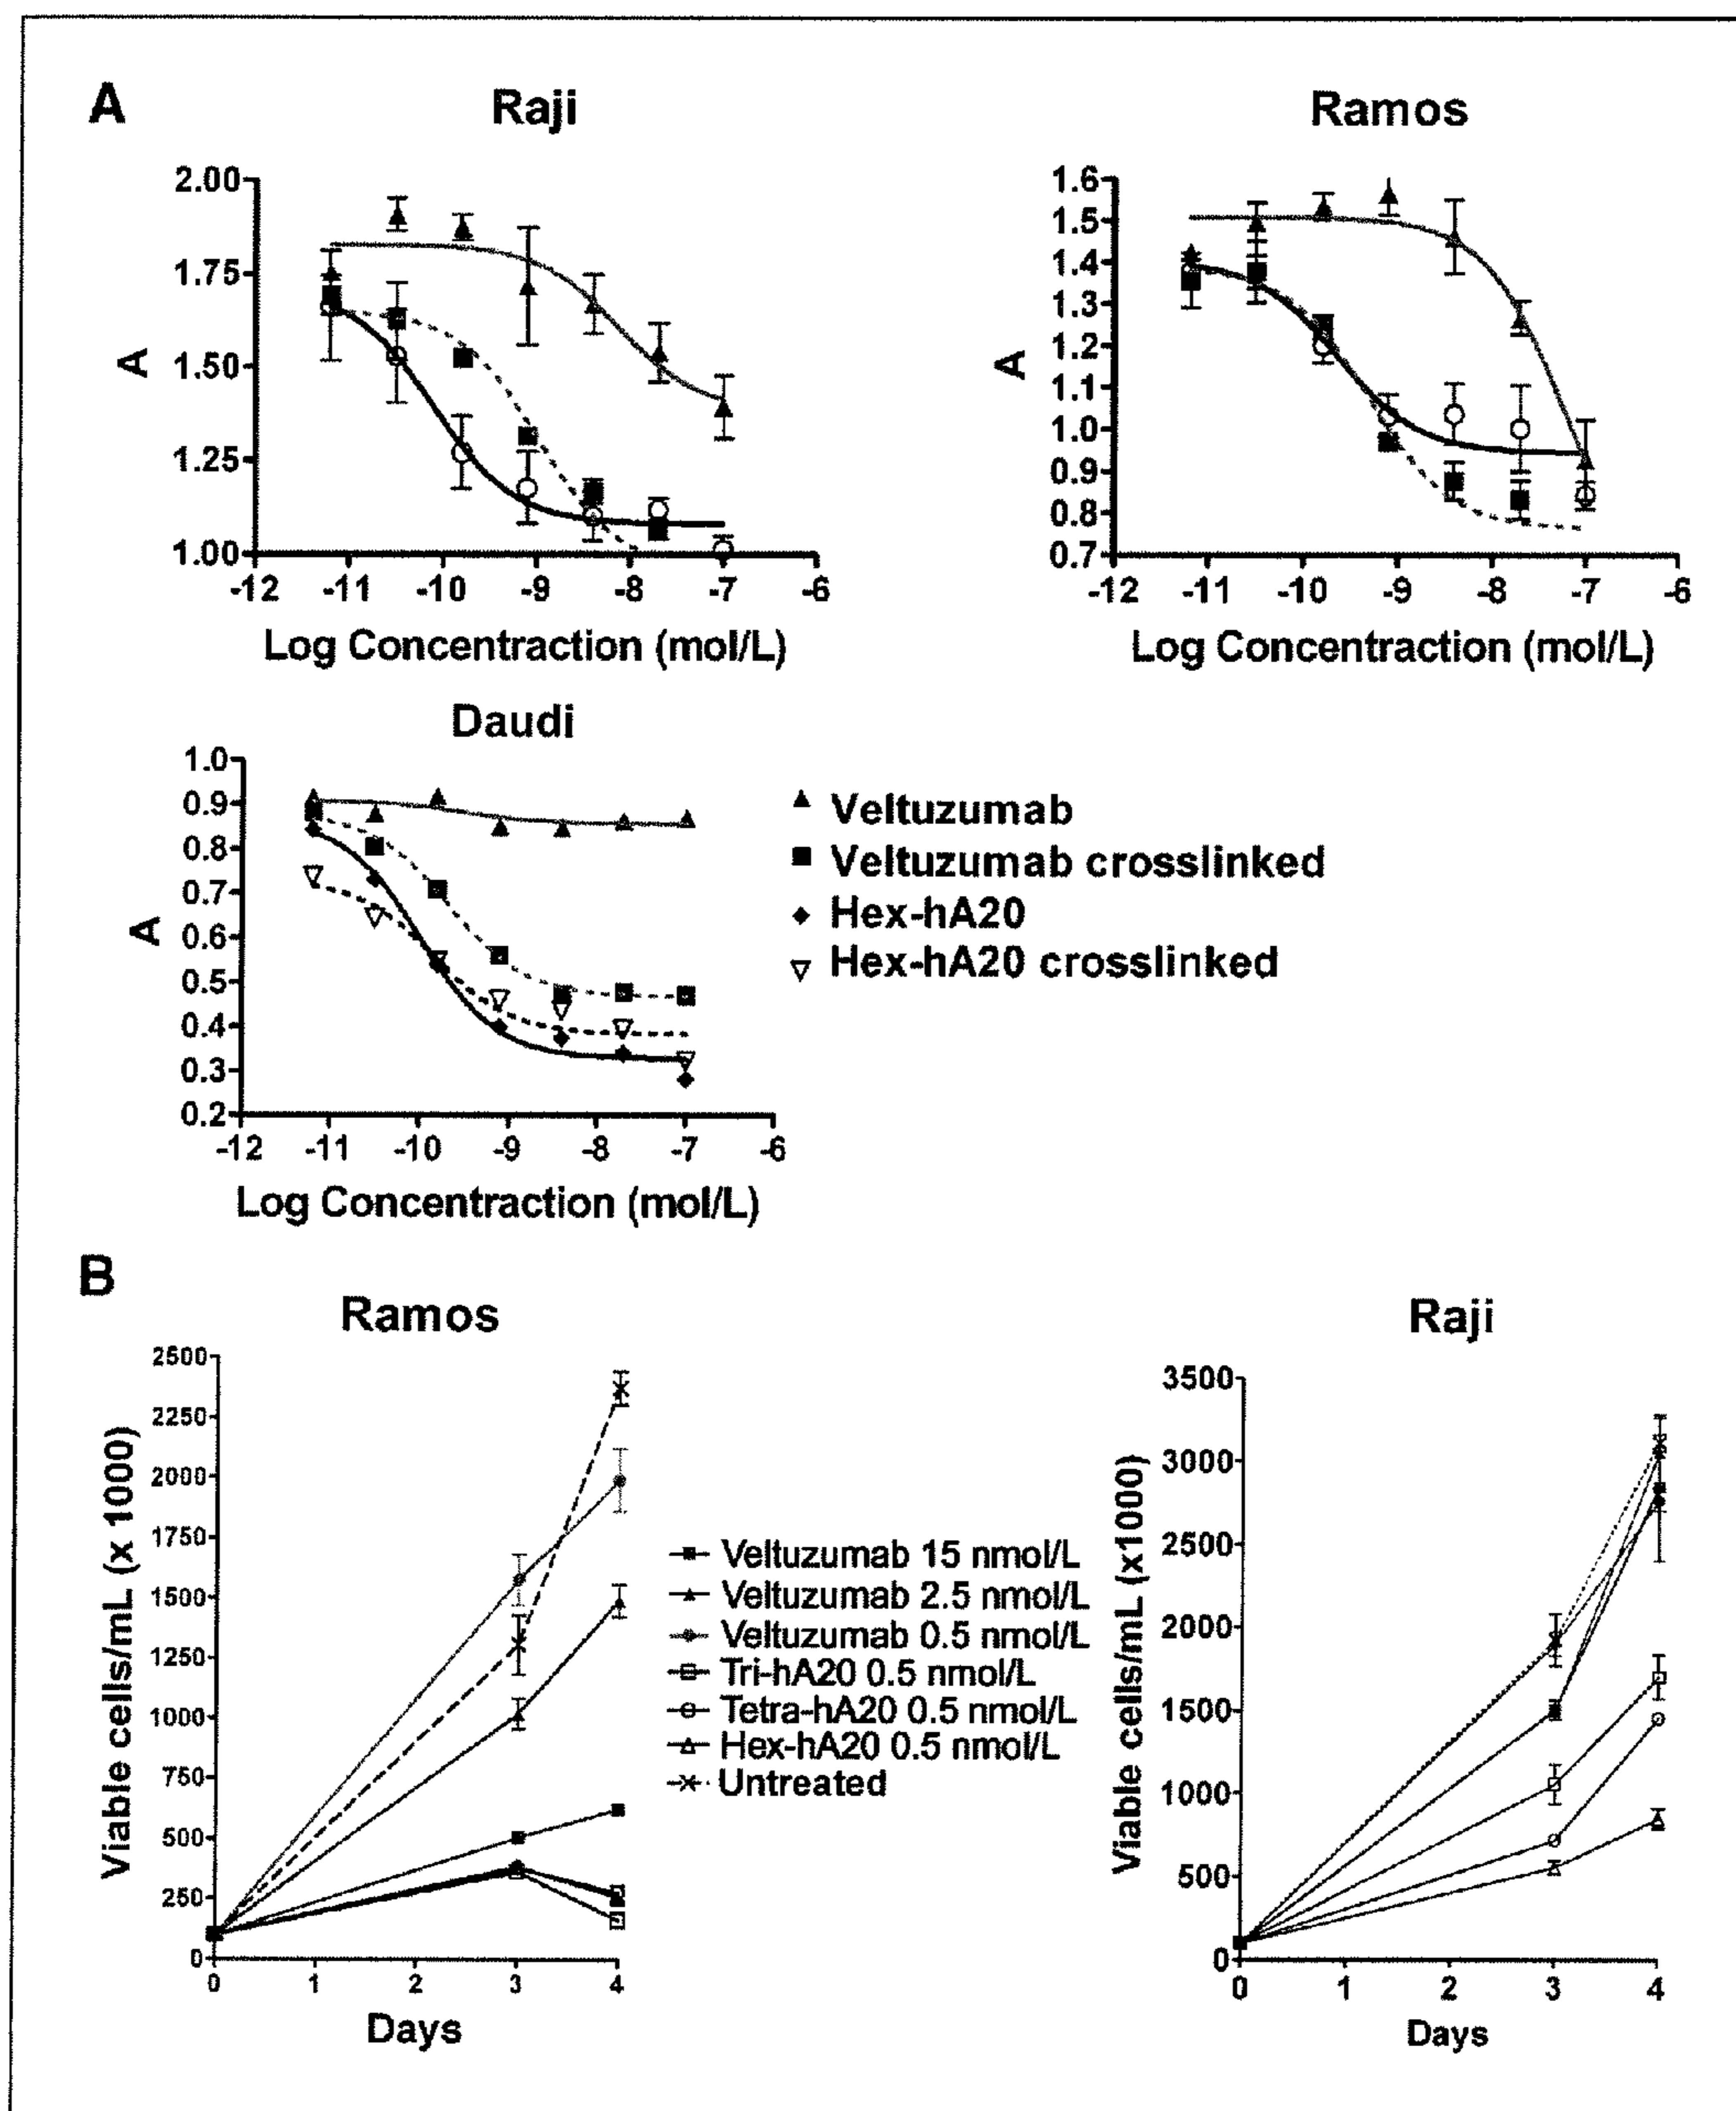 A
Raji
2.00
1.75
1.50
1.25
1.00
A
-12 -11 -10 -9 -8 -7 -6
Log Concentraction (mol/L)
Ramos
1.6
1.5
1.4
1.3
1.2
1.1
1.0
0.9
0.8
0.7
A
-12 -11 -10 -9 -8 -7 -6
Log Concentraction (mol/L)
Daudi
1.0
0.9
0.8
0.7
0.6
0.5
0.4
0.3
0.2
A
-12 -11 -10 -9 -8 -7 -6
Log Concentraction (mol/L)
Veltuzumab
Veltuzumab crosslinked
Hex-hA20
Hex-hA20 crosslinked
B
Ramos
2500
2250
2000
1750
1500
1250
1000
750
500
250
0
Viable cells/mL (x 1000)
0 1 2 3 4
Days
Veltuzumab 15 nmol/L
Veltuzumab 2.5 nmol/L
Veltuzumab 0.5 nmol/L
Tri-hA20 0.5 nmol/L
Tetra-hA20 0.5 nmol/L
Hex-hA20 0.5 nmol/L
Untreated
Raji
3500
3000
2500
2000
1500
1000
500
0
Viable cells/mL (x1000)
0 1 2 3 4
Days